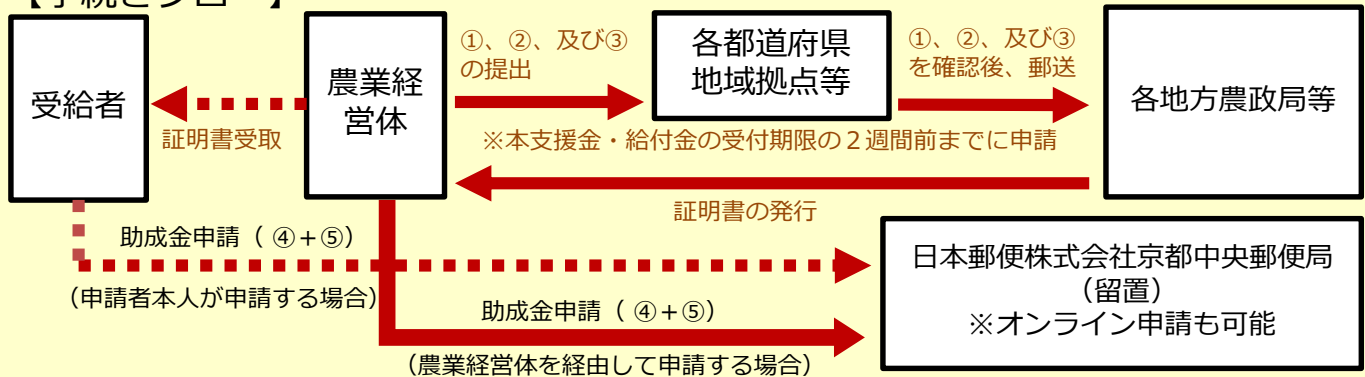 【手続きフロー】
受給者
証明書受取
農業経
営体
①、②、及び③
の提出
各都道府県
地域拠点等
①、②、及び③
を確認後、郵送
各地方農政局等
※本支援金・給付金の受付期限の２週間前までに申請
証明書の発行
助成金申請（ ④＋⑤）
（申請者本人が申請する場合）
助成金申請（ ④＋⑤）
（農業経営体を経由して申請する場合）
日本郵便株式会社京都中央郵便局
（留置）
※オンライン申請も可能